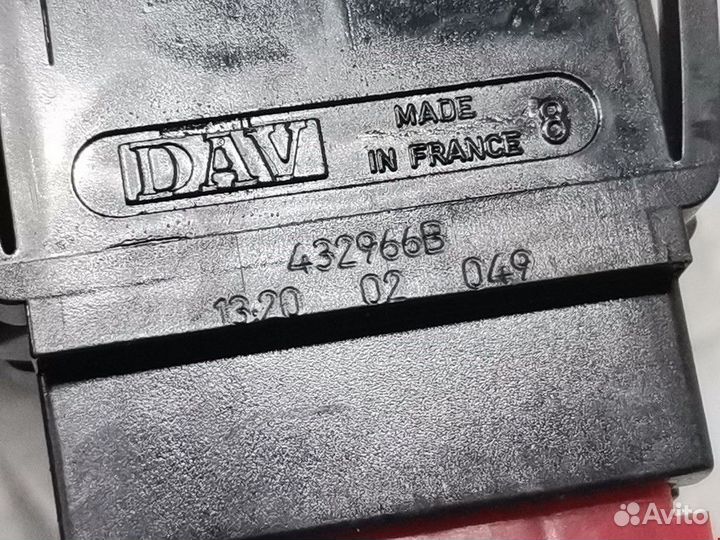 DAV
MADE
IN FRANCE
8
432966B
13:20 02 049
Avito